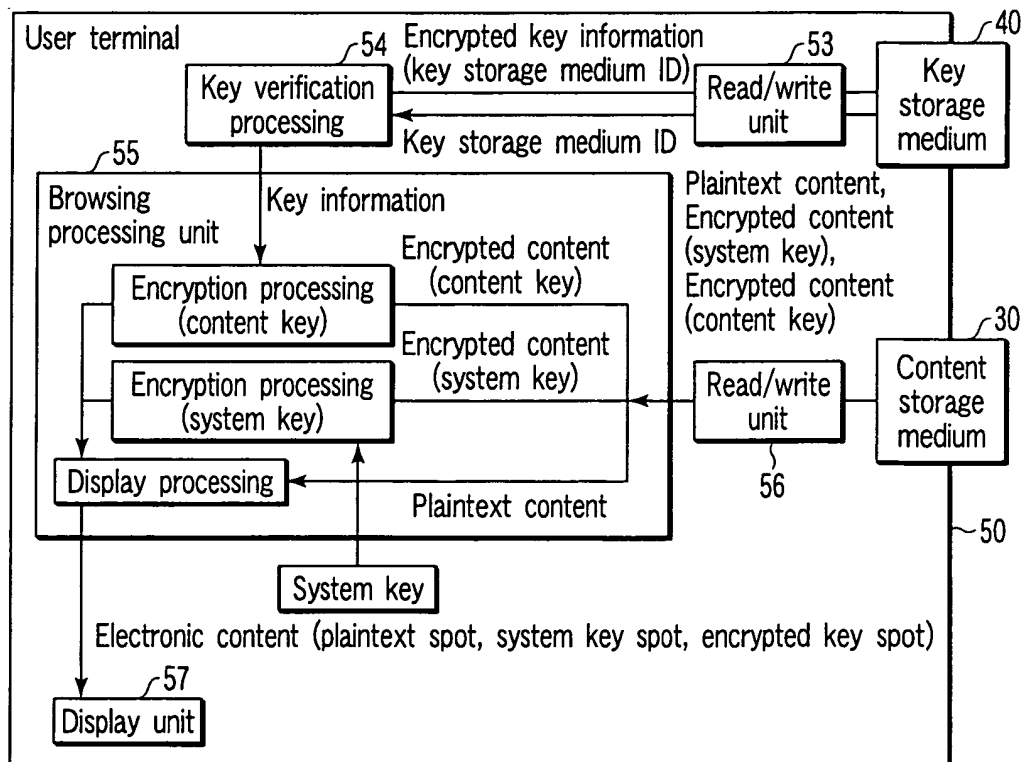 User terminal
54
Encrypted key information
(key storage medium ID)
53
40
Key verification
processing
Read/write
unit
Key
storage
medium
Key storage medium ID
55
Browsing
processing unit
Key information
Plaintext content,
Encrypted content
(system key),
Encrypted content
(content key)
Encrypted content
(content key)
Encryption processing
(content key)
30
Encrypted content
(system key)
Encryption processing
(system key)
Read/write
unit
56
Content
storage
medium
Display processing
Plaintext content
50
System key
Electronic content (plaintext spot, system key spot, encrypted key spot)
57
Display unit